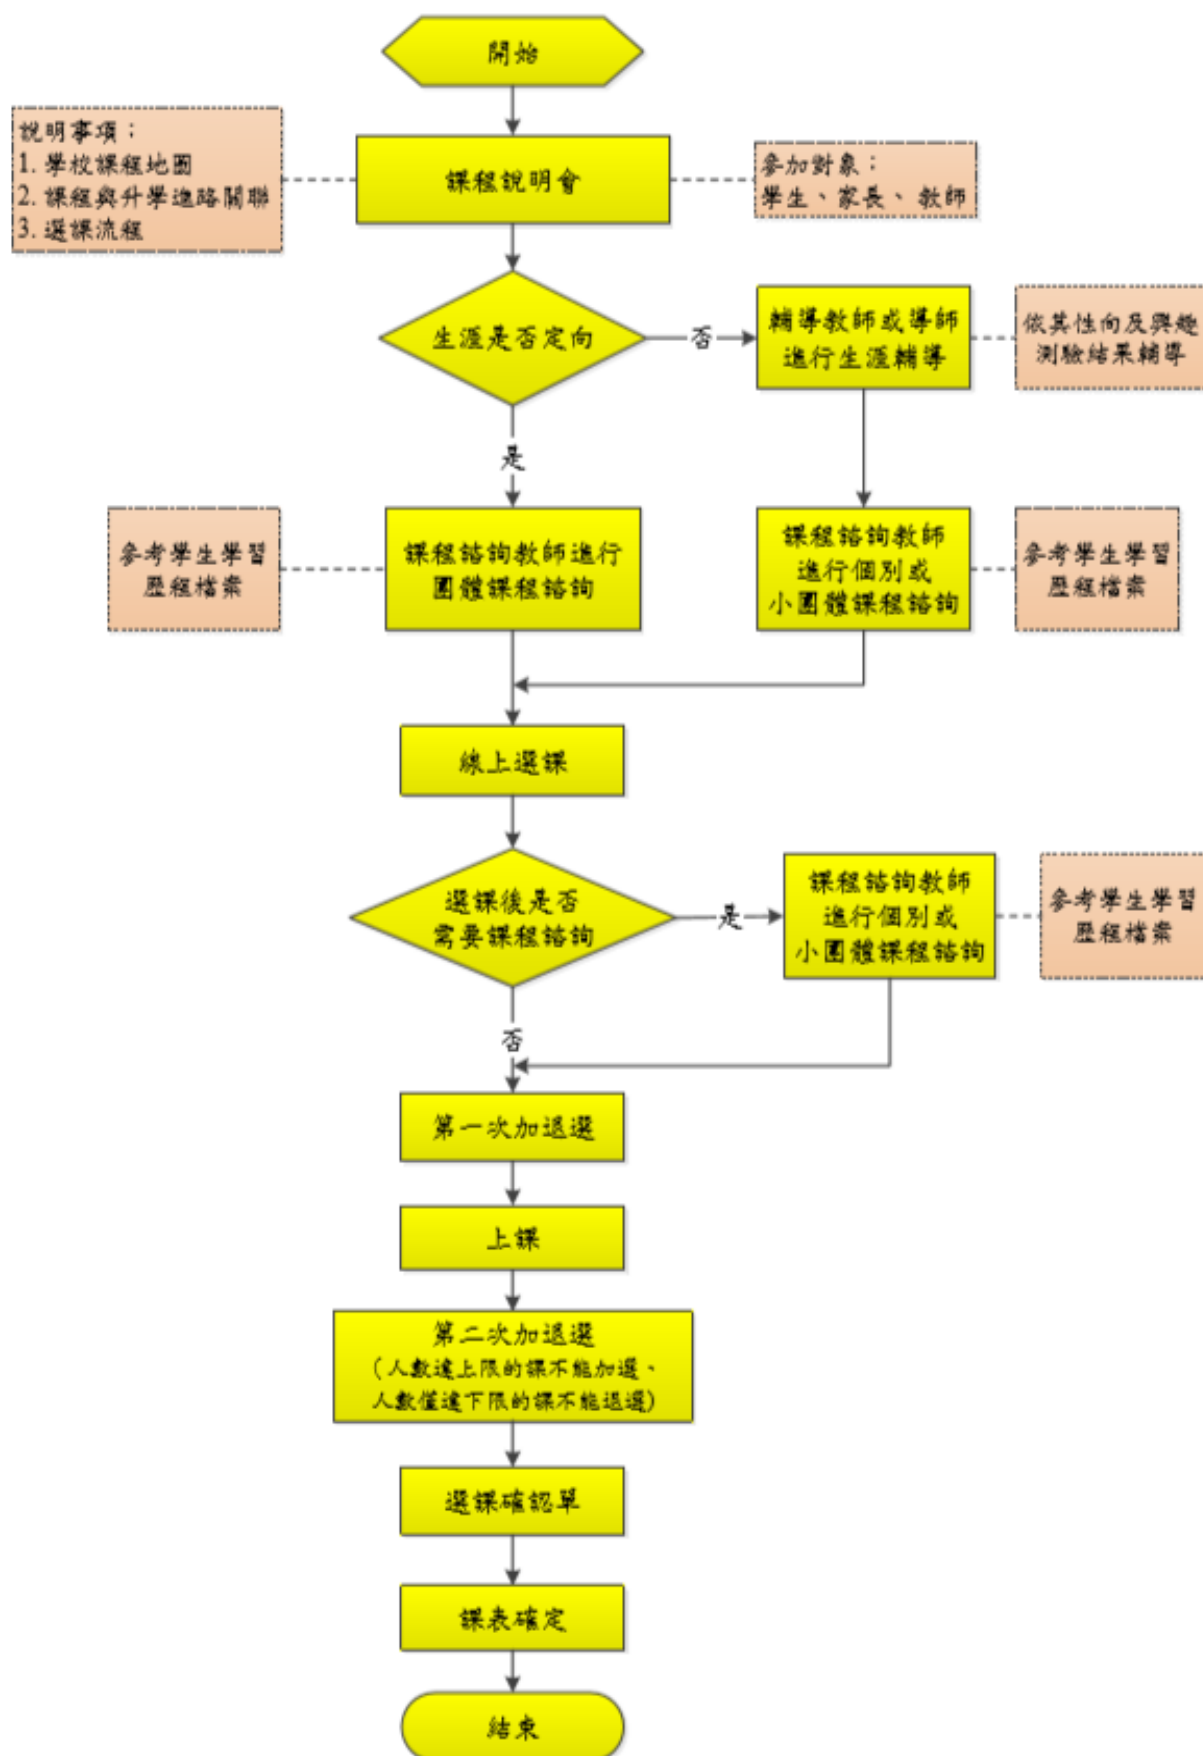 開始
說明事項：
1. 學校課程地圖
2. 課程與升學進路關聯
3. 選課流程
課程說明會
參加對象：
學生、家長、教師
生涯是否定向
否
輔導教師或導師
進行生涯輔導
依其性向及興趣
測驗結果輔導
是
參考學生學習
歷程檔案
課程諮詢教師進行
團體課程諮詢
課程諮詢教師
進行個別或
小團體課程諮詢
參考學生學習
歷程檔案
線上選課
選課後是否
需要課程諮詢
是
課程諮詢教師
進行個別或
小團體課程諮詢
參考學生學習
歷程檔案
否
第一次加退選
上課
第二次加退選
（人數達上限的課不能加選、
人數僅達下限的課不能退選）
選課確認單
課表確定
結束